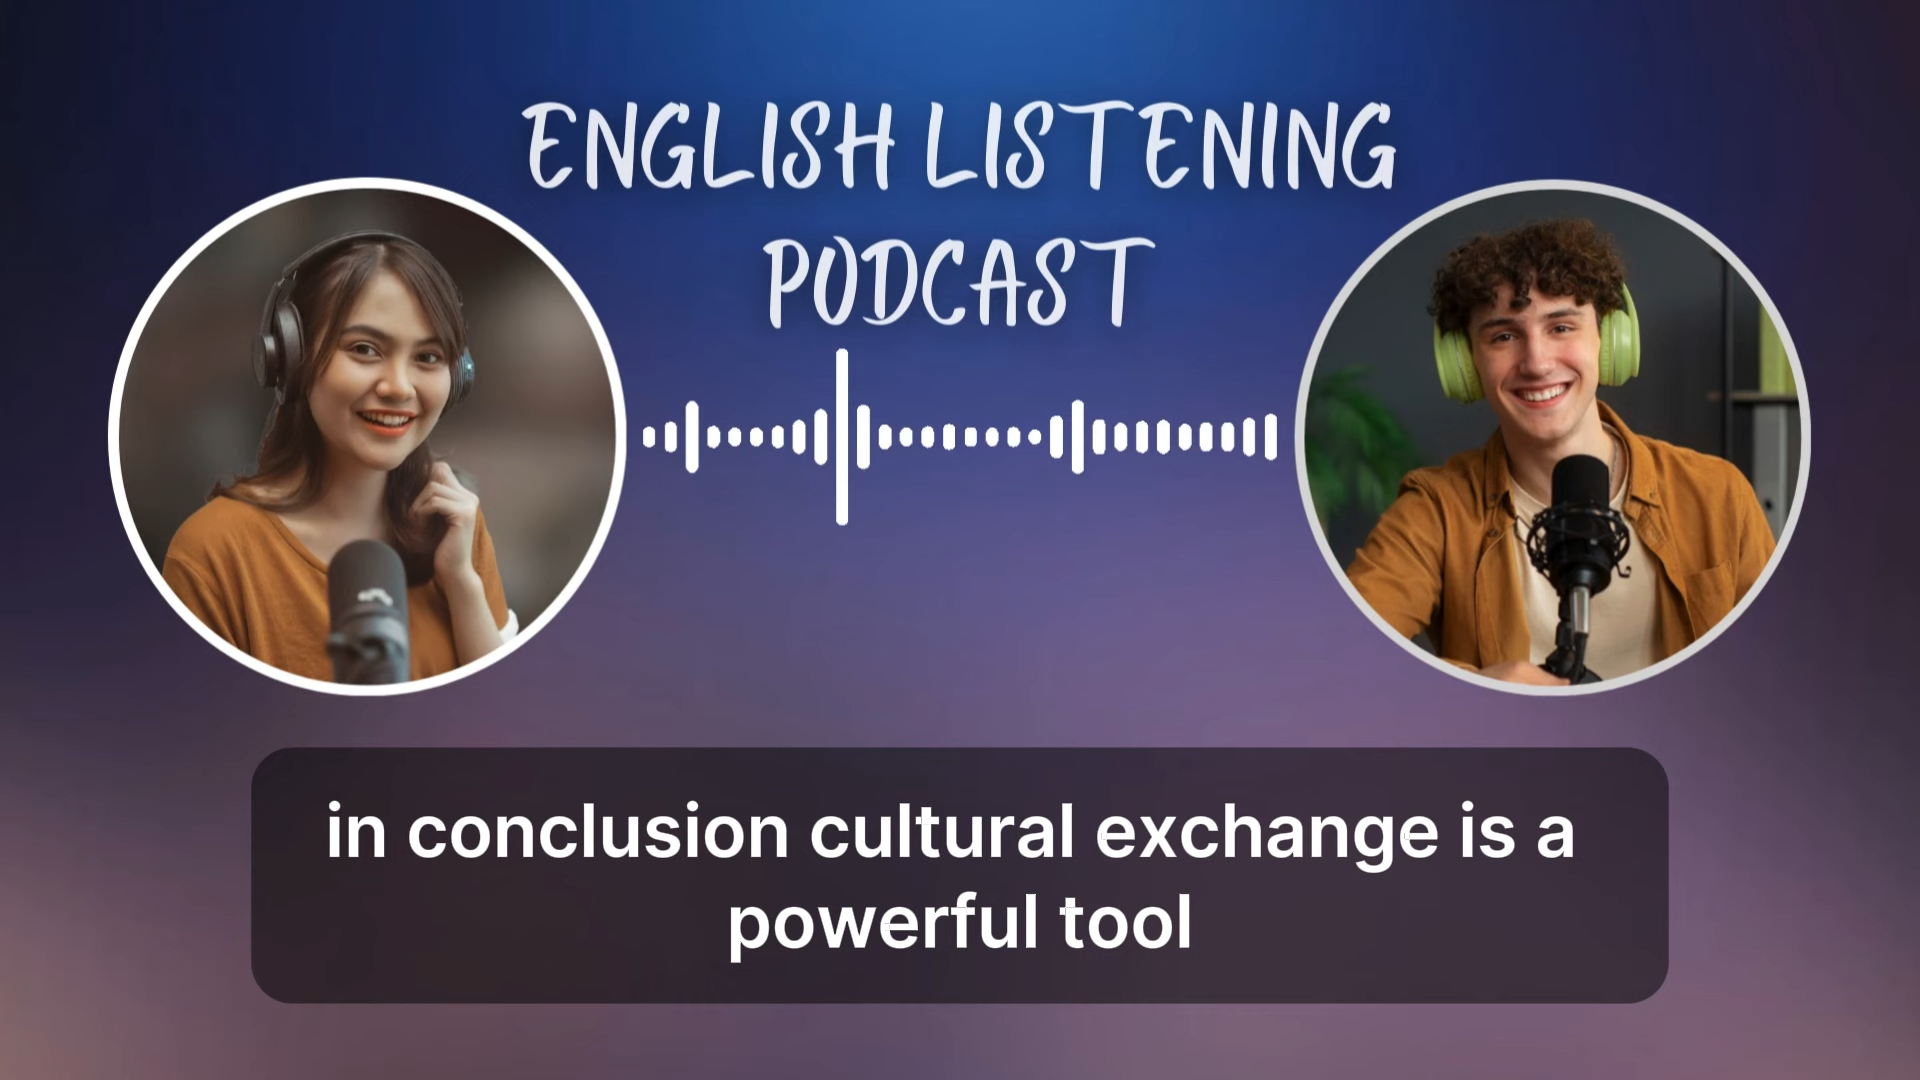 ENGLISH LISTENING
PODCAST
in conclusion cultural exchange is a
powerful tool